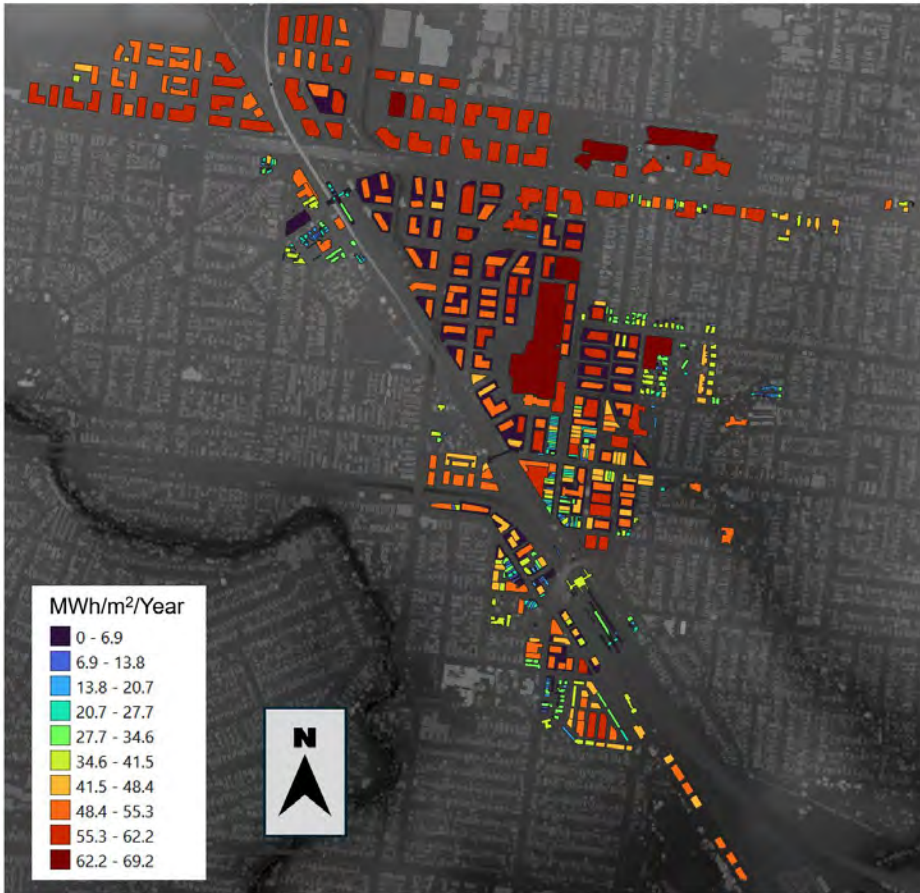 MWh/m²/Year
0 - 6.9
6.9 - 13.8
13.8 - 20.7
20.7 - 27.7
27.7 - 34.6
34.6 - 41.5
41.5 - 48.4
48.4 - 55.3
55.3 - 62.2
62.2 - 69.2
N